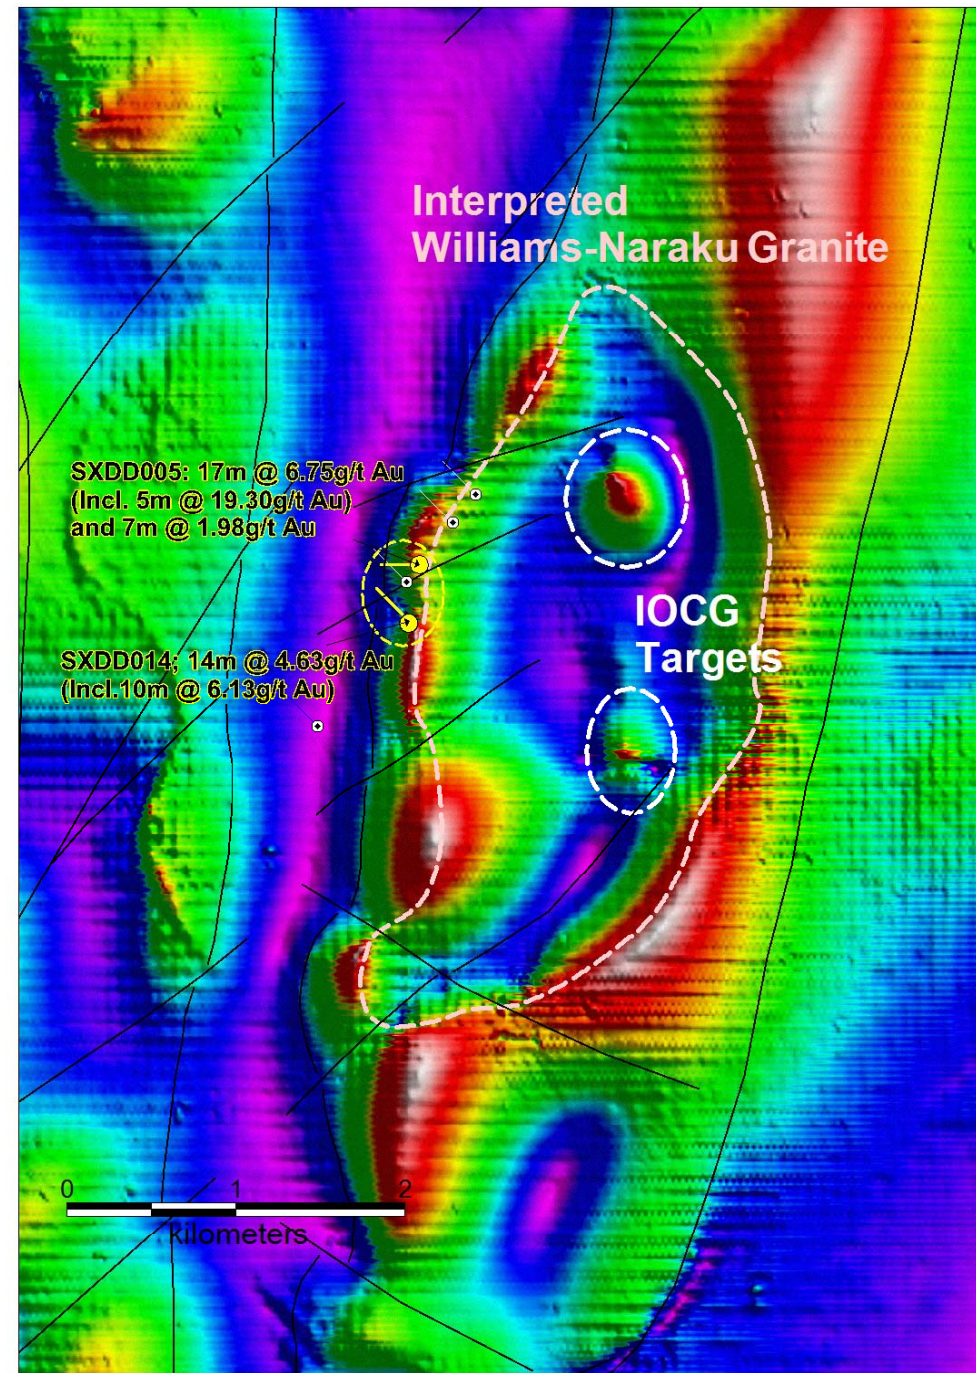 Interpreted
Williams-Naraku Granite
SXDD005: 17m @ 6.75g/t Au
(Incl. 5m @ 19.30g/t Au)
and 7m @ 1.98g/t Au
IOCG
Targets
SXDD014; 14m @ 4.63g/t Au
(Incl.10m @ 6.13g/t Au)
0 1 2
kilometers